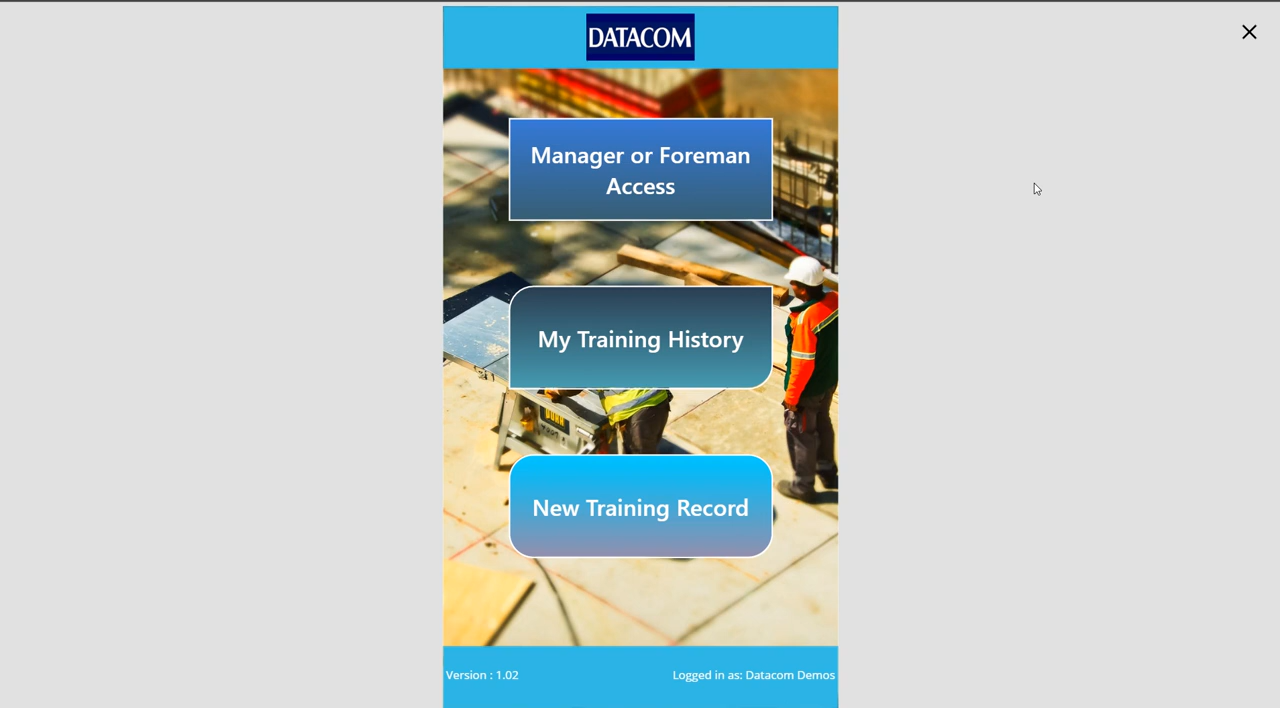 DATACOM
Manager or Foreman
Access
My Training History
New Training Record
Version : 1.02
Logged in as: Datacom Demos